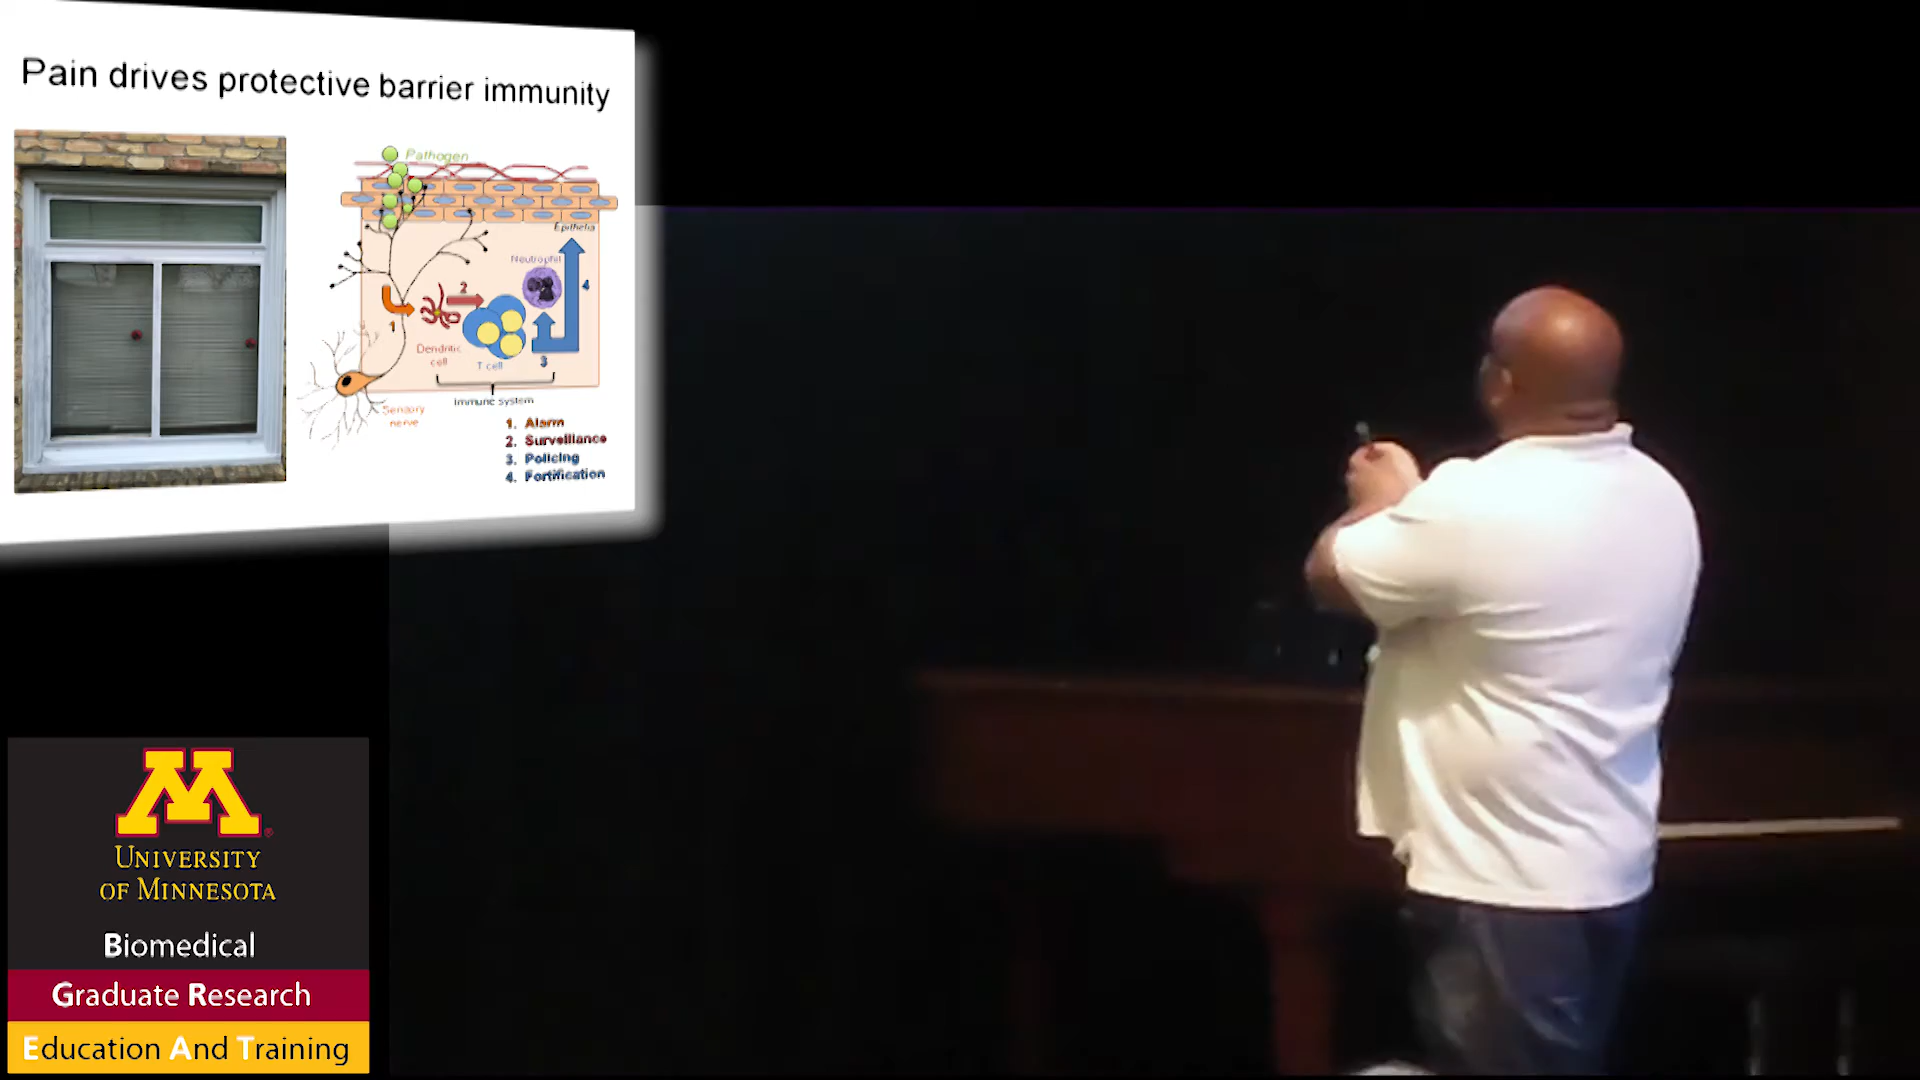 Pain drives protective barrier immunity
Pathogen
Epithelia
Neutrophil
4
2
1
Dendritic
cell
T cell
3
Immune system
Sensory
nerve
1. Alarm
2. Surveillance
3. Policing
4. Fortification
M
®
UNIVERSITY
OF MINNESOTA
Biomedical
Graduate Research
Education And Training